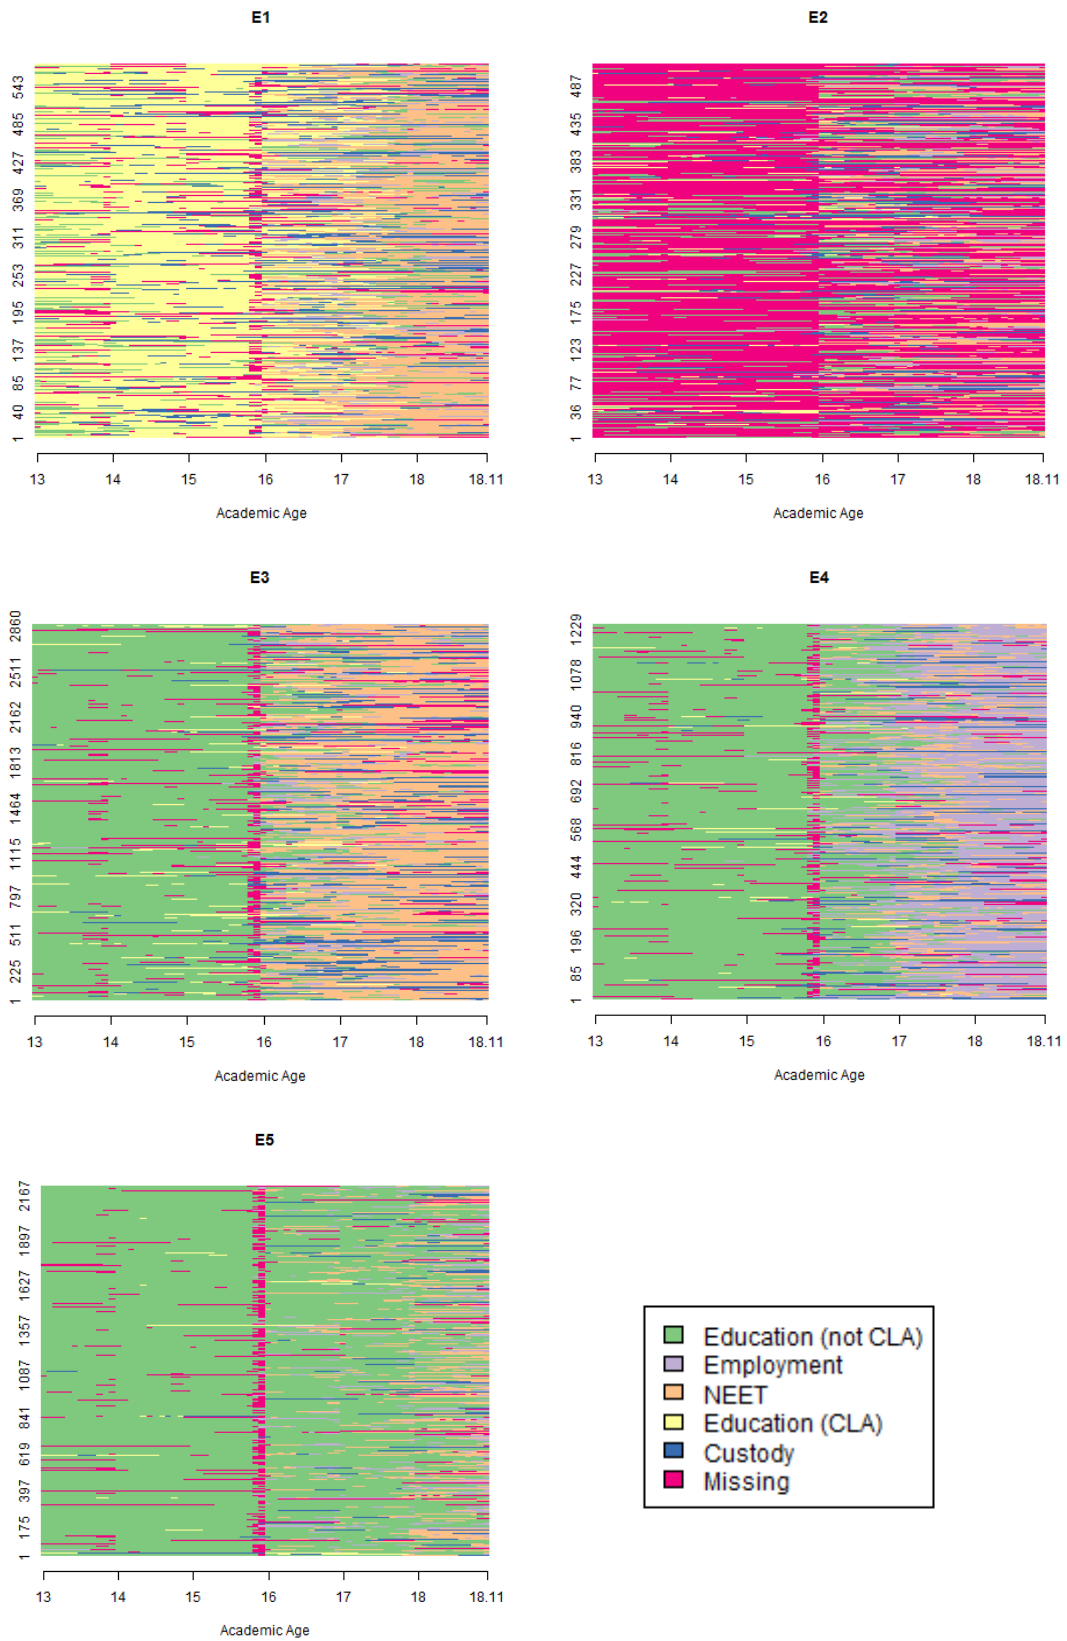 E1
543
485
427
369
311
253
195
137
85
40
1
13 14 15 16 17 18 18.11
Academic Age
E2
487
435
383
331
279
227
175
123
77
36
1
13 14 15 16 17 18 18.11
Academic Age
E3
2860
2511
2162
1813
1464
1115
797
511
225
1
13 14 15 16 17 18 18.11
Academic Age
E4
1229
1078
940
816
692
568
444
320
196
85
1
13 14 15 16 17 18 18.11
Academic Age
E5
2167
1897
1627
1357
1087
841
619
397
175
1
13 14 15 16 17 18 18.11
Academic Age
Education (not CLA)
Employment
NEET
Education (CLA)
Custody
Missing